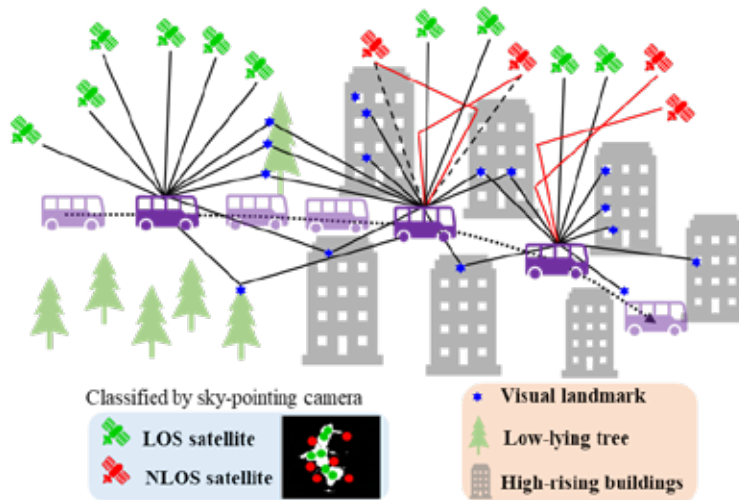 Classified by sky-pointing camera
LOS satellite
NLOS satellite
Visual landmark
Low-lying tree
High-rising buildings